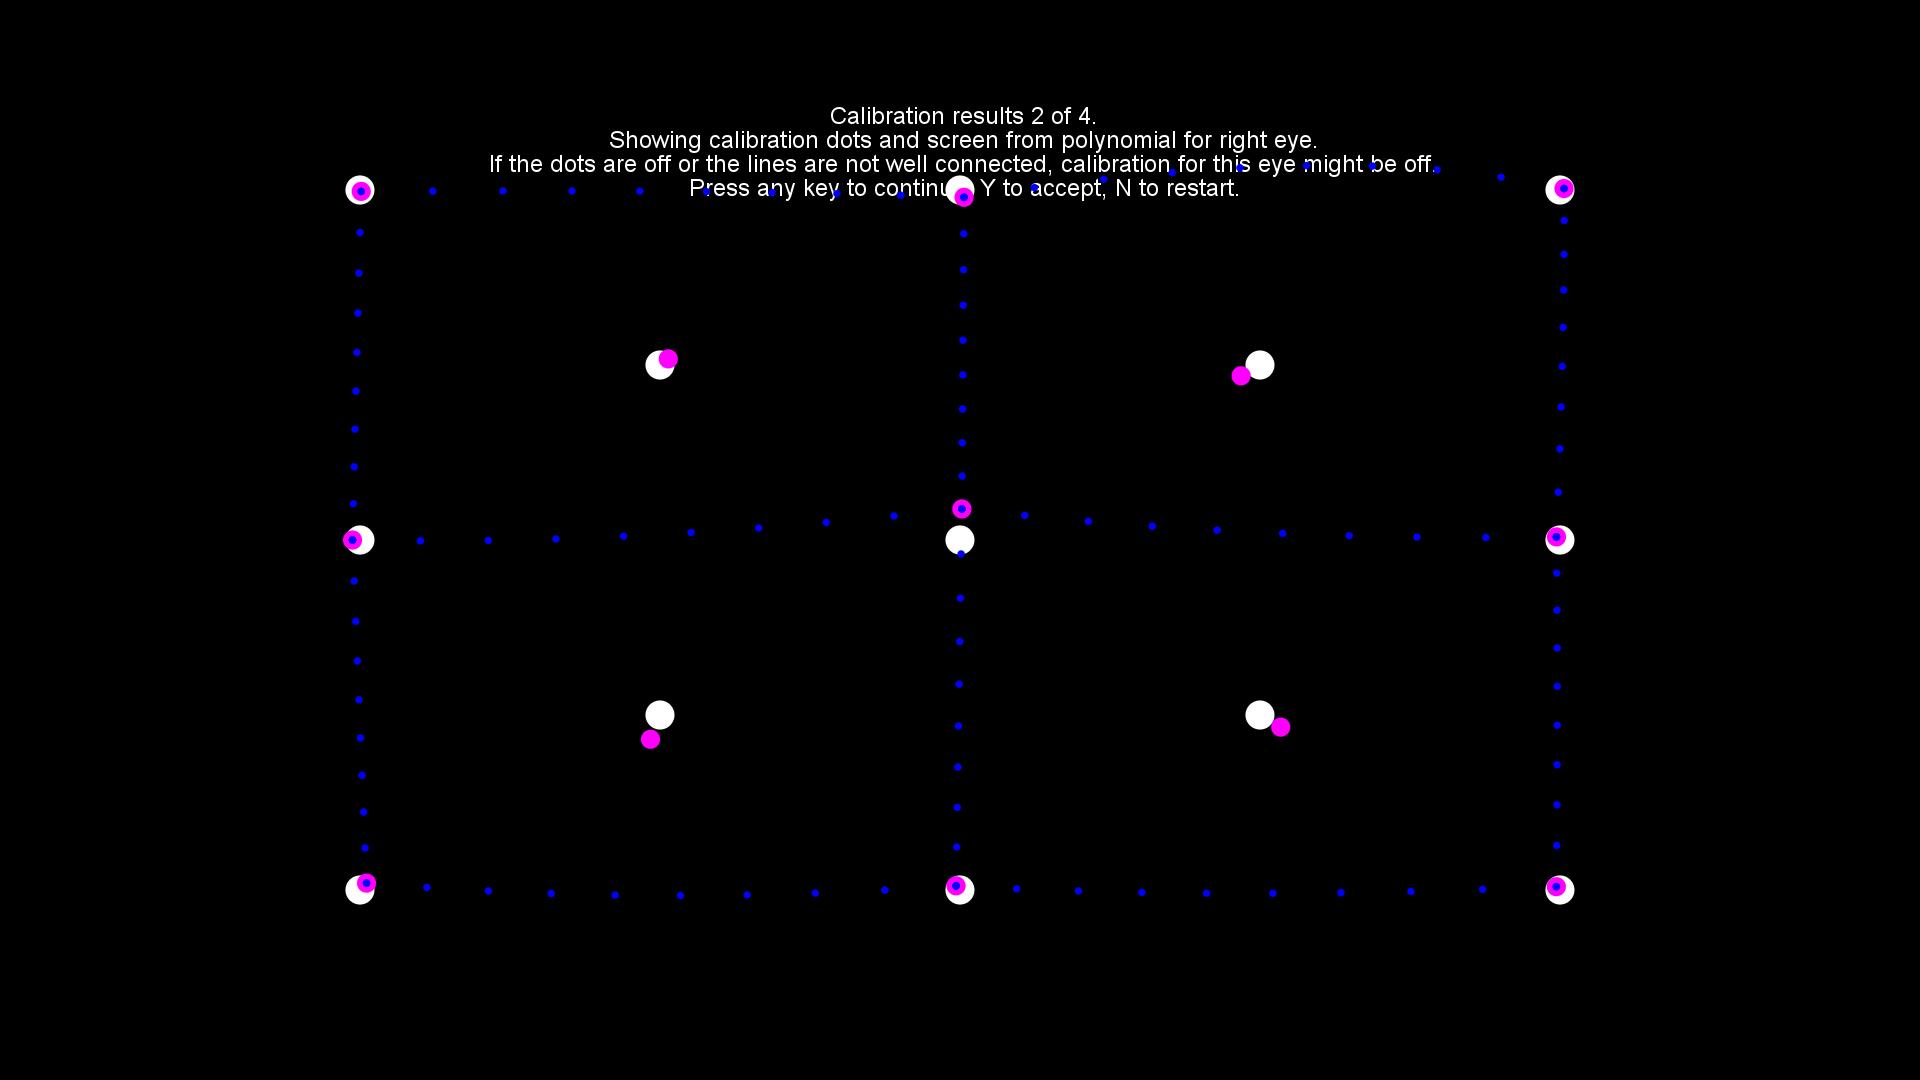 Calibration results 2 of 4.
Showing calibration dots and screen from polynomial for right eye.
If the dots are off or the lines are not well connected, calibration for this eye might be off.
Press any key to continu Y to accept, N to restart.